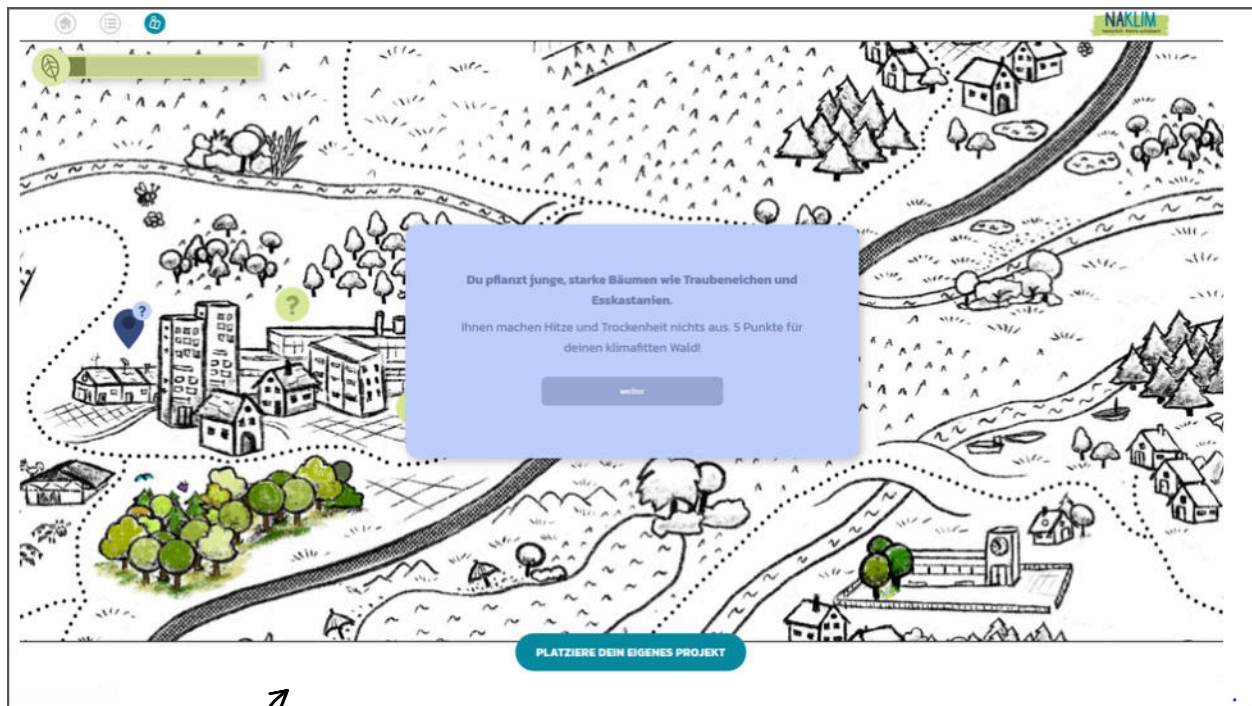 NAKLIM
?
?
Du pflanzt junge, starke Bäumen wie Traubeneichen und
Esskastanien.
Ihnen machen Hitze und Trockenheit nichts aus. 5 Punkte für
deinen klimafitten Wald!
weiter
PLATZIERE DEIN EIGENES PROJEKT